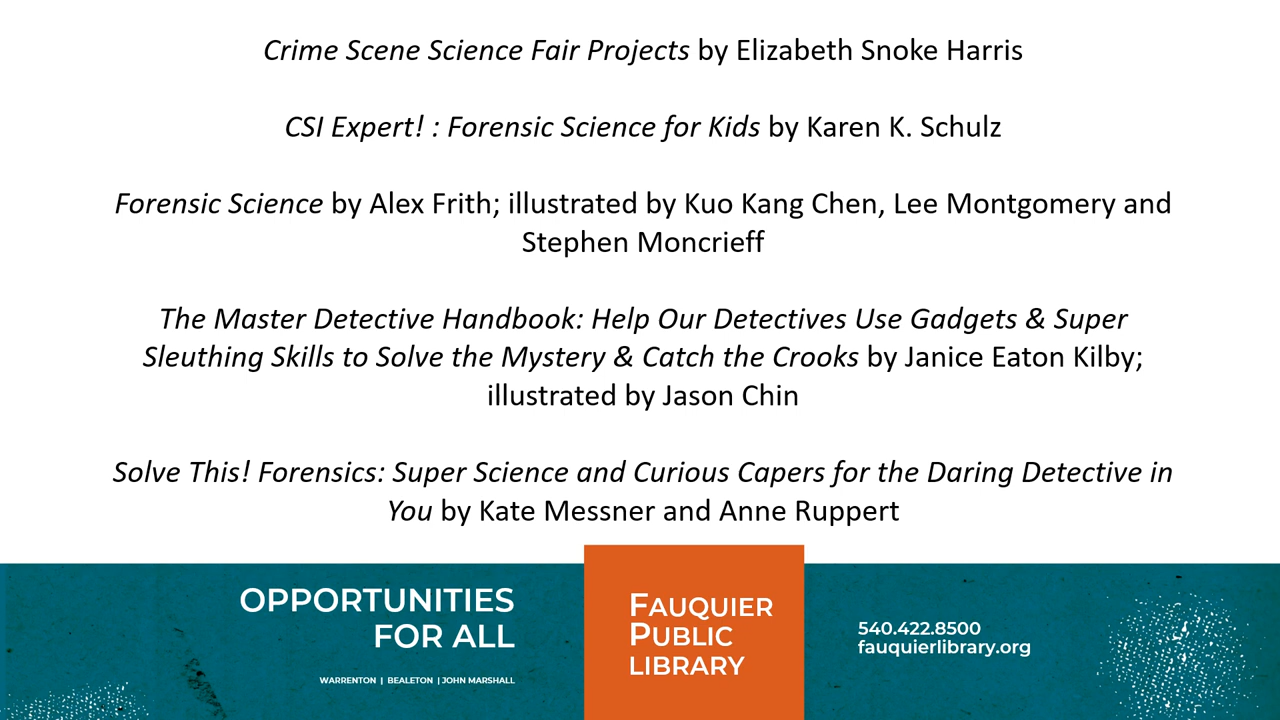 Crime Scene Science Fair Projects by Elizabeth Snoke Harris
CSI Expert! : Forensic Science for Kids by Karen K. Schulz
Forensic Science by Alex Frith; illustrated by Kuo Kang Chen, Lee Montgomery and
Stephen Moncrieff
The Master Detective Handbook: Help Our Detectives Use Gadgets & Super
Sleuthing Skills to Solve the Mystery & Catch the Crooks by Janice Eaton Kilby;
illustrated by Jason Chin
Solve This! Forensics: Super Science and Curious Capers for the Daring Detective in
You by Kate Messner and Anne Ruppert
OPPORTUNITIES
FOR ALL
WARRENTON | BEALETON | JOHN MARSHALL
FAUQUIER
PUBLIC
LIBRARY
540.422.8500
fauquierlibrary.org